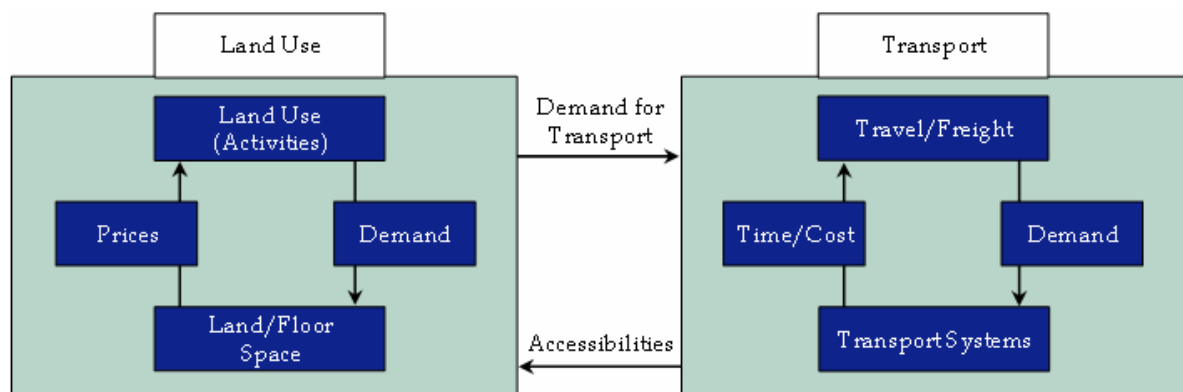 Land Use
Transport
Land Use
(Activities)
Prices
Demand
Land/Floor
Space
Demand for
Transport
Accessibilities
Travel/Freight
Time/Cost
Demand
Transport Systems